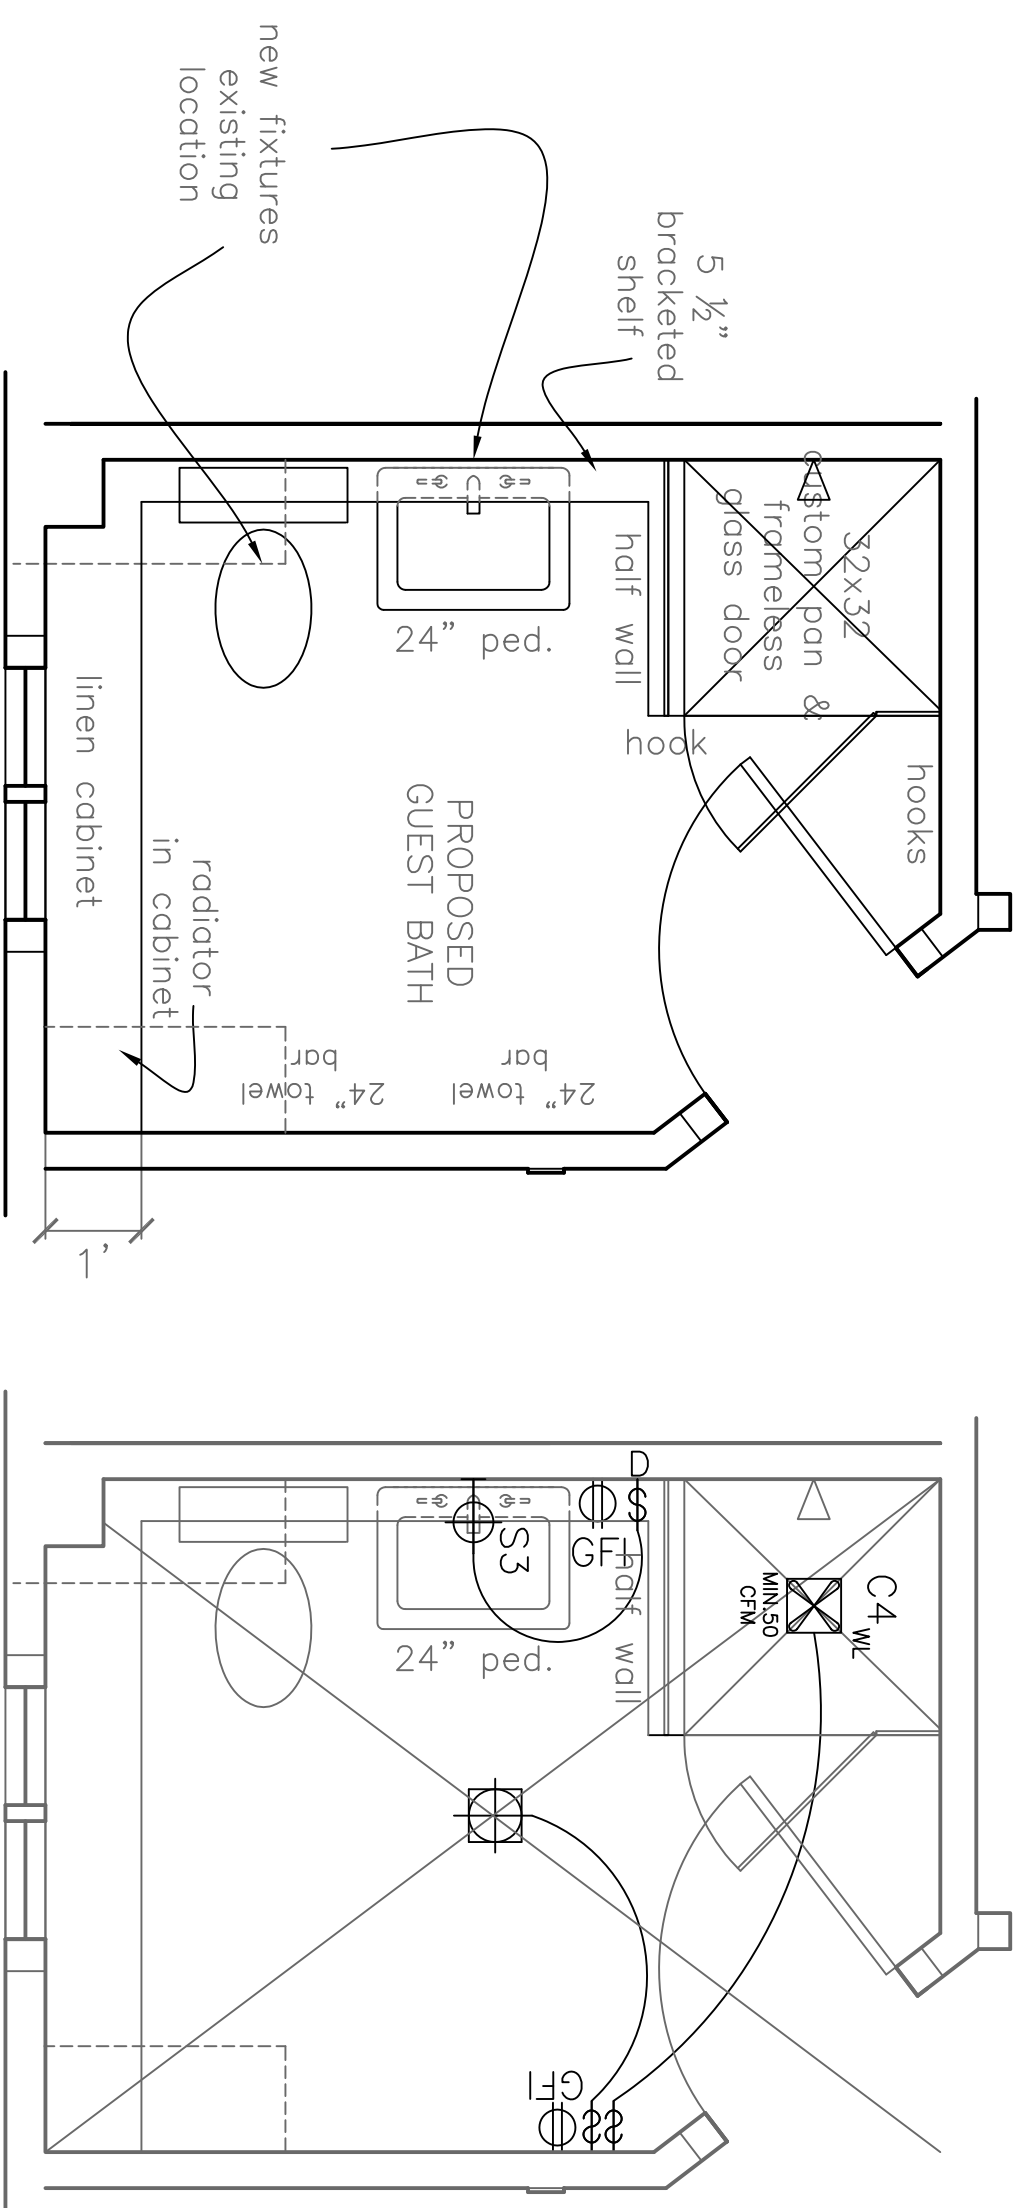 new fixtures
existing
location
5 ½"
bracketed
shelf
32x32
custom pan &
frameless
glass door
half wall
24" ped.
hook
hooks
PROPOSED
GUEST BATH
linen cabinet
radiator
in cabinet
24" towel
bar
24" towel
bar
1'
D
S
GFI
S3
half wall
24" ped.
C4
WL
MIN.50
CFM
GFI
S
S